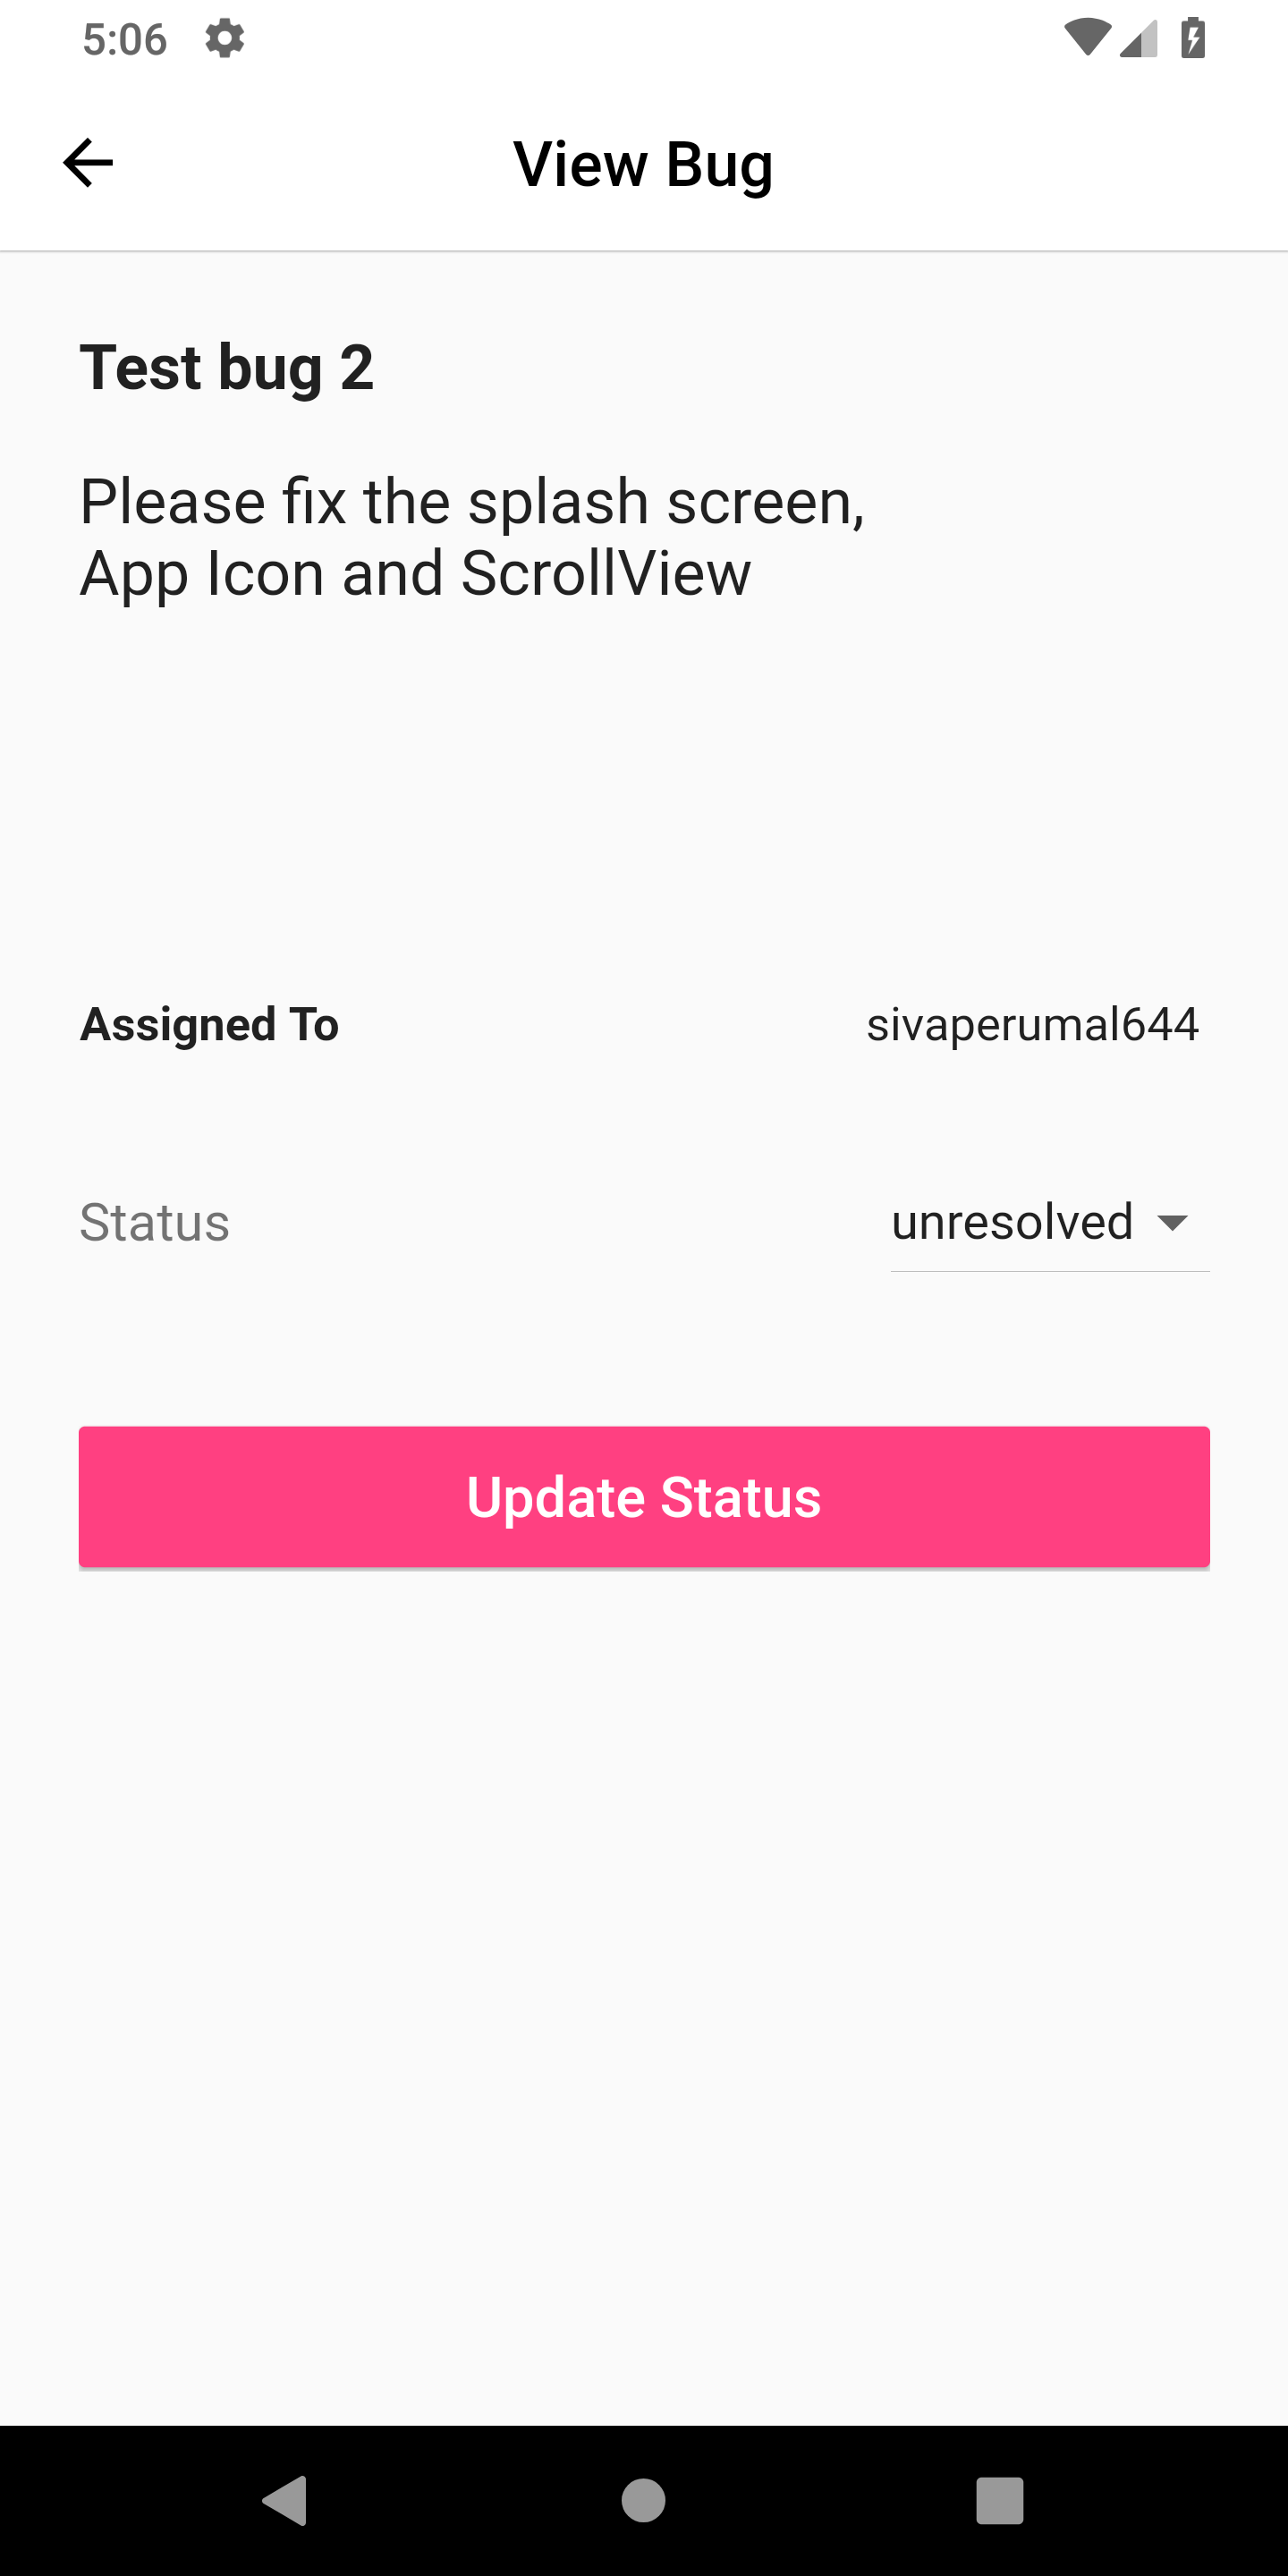 5:06
View Bug
Test bug 2
Please fix the splash screen,
App Icon and ScrollView
Assigned To sivaperumal644
Status unresolved
Update Status